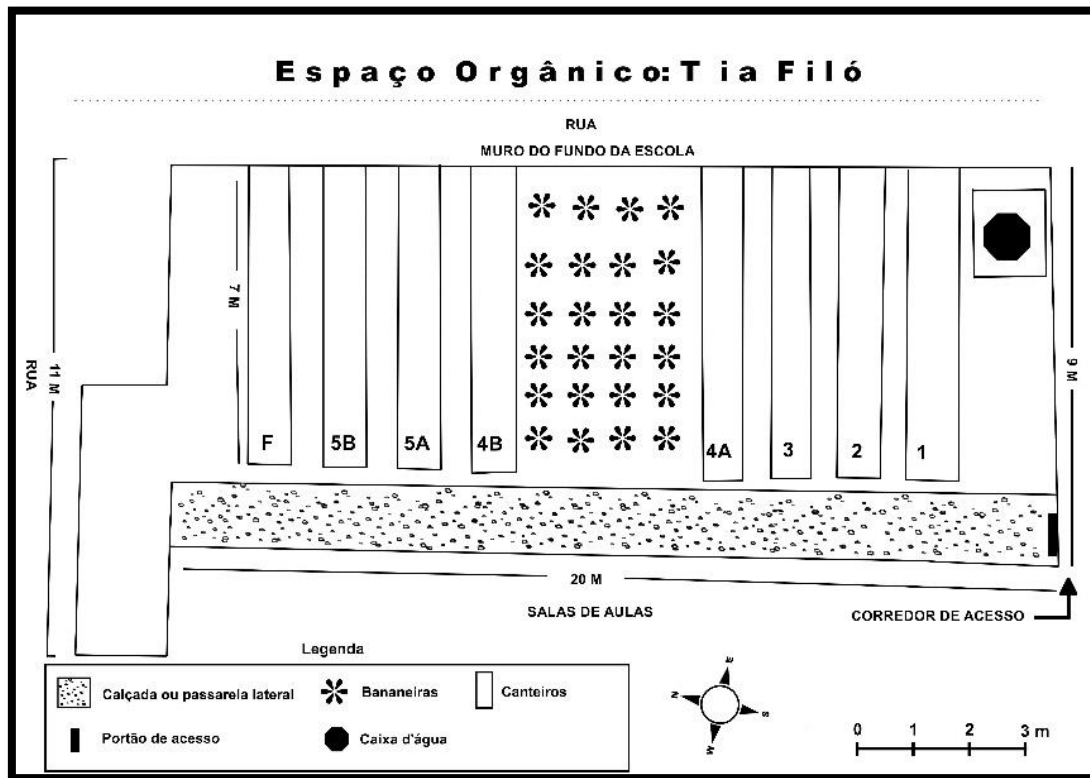 Espaço Orgânico: Tia Filó
RUA
MURO DO FUNDO DA ESCOLA
7 M
RUA
11 M
9 M
F
5B
5A
4B
4A
3
2
1
20 M
SALAS DE AULAS
CORREDOR DE ACESSO
Legenda
Calçada ou passarela lateral
Bananeiras
Canteiros
Portão de acesso
Caixa d'água
E
N
S
W
0 1 2 3 m